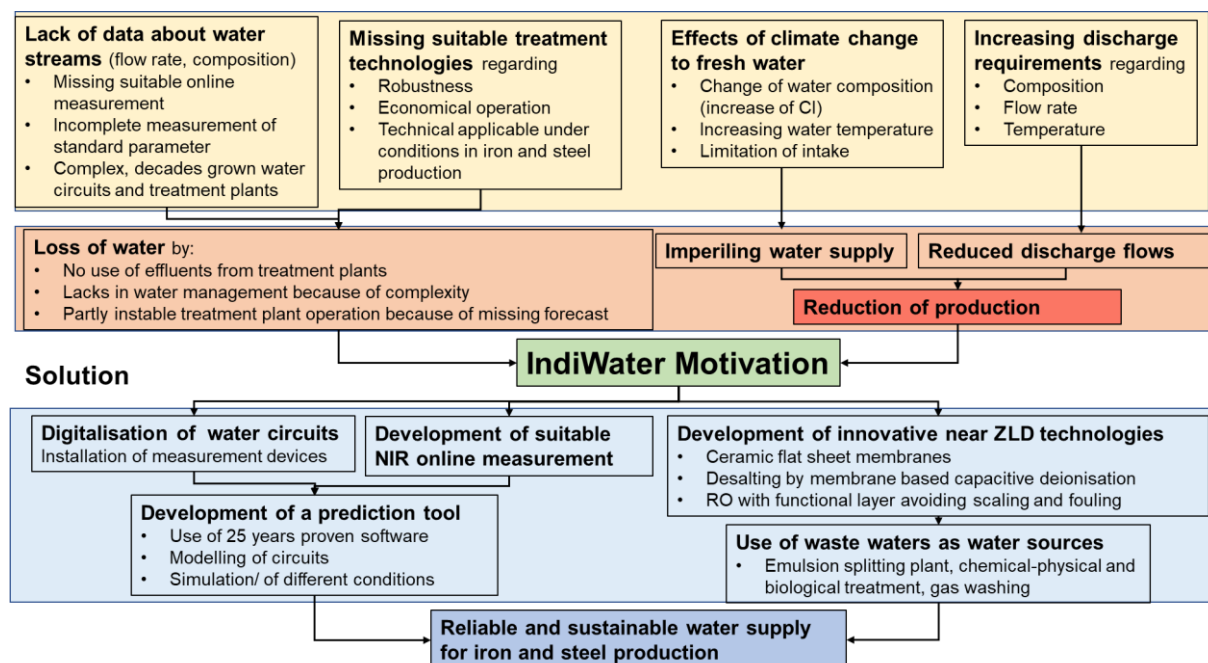 Lack of data about water
streams (flow rate, composition)
• Missing suitable online
measurement
• Incomplete measurement of
standard parameter
• Complex, decades grown water
circuits and treatment plants
Missing suitable treatment
technologies regarding
• Robustness
• Economical operation
• Technical applicable under
conditions in iron and steel
production
Effects of climate change
to fresh water
• Change of water composition
(increase of Cl)
• Increasing water temperature
• Limitation of intake
Increasing discharge
requirements regarding
• Composition
• Flow rate
• Temperature
Loss of water by:
• No use of effluents from treatment plants
• Lacks in water management because of complexity
• Partly instable treatment plant operation because of missing forecast
Imperiling water supply
Reduced discharge flows
Reduction of production
IndiWater Motivation
Solution
Digitalisation of water circuits
Installation of measurement devices
Development of suitable
NIR online measurement
Development of innovative near ZLD technologies
• Ceramic flat sheet membranes
• Desalting by membrane based capacitive deionisation
• RO with functional layer avoiding scaling and fouling
Development of a prediction tool
• Use of 25 years proven software
• Modelling of circuits
• Simulation/ of different conditions
Use of waste waters as water sources
• Emulsion splitting plant, chemical-physical and
biological treatment, gas washing
Reliable and sustainable water supply
for iron and steel production